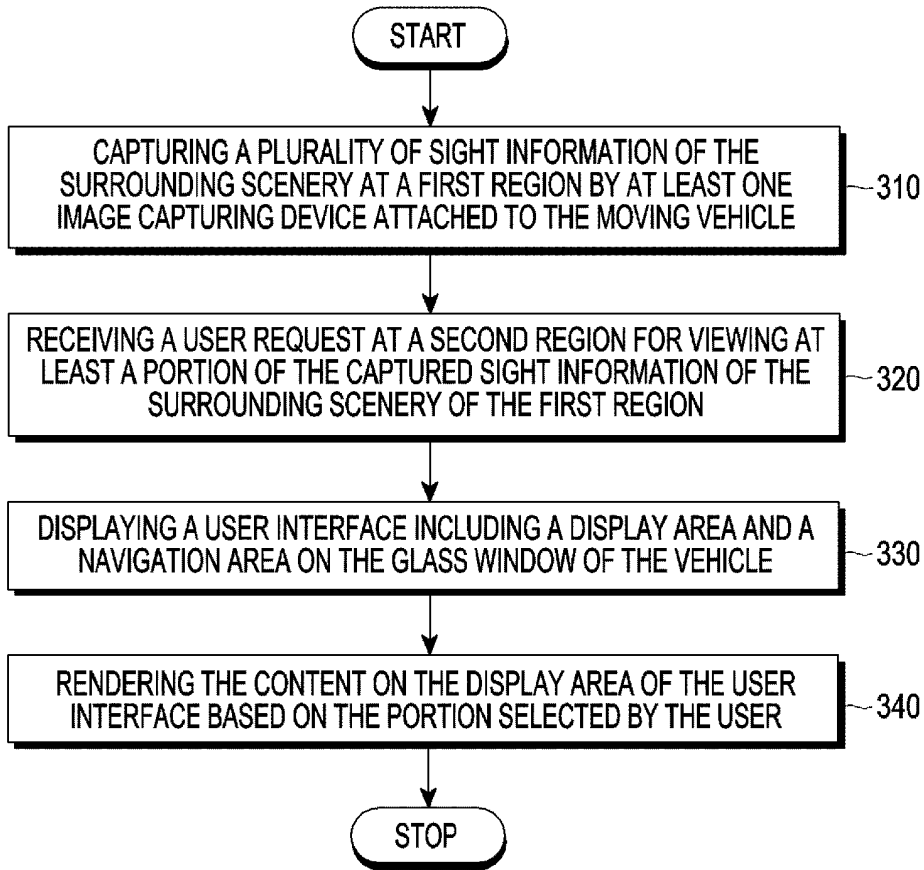 START
CAPTURING A PLURALITY OF SIGHT INFORMATION OF THE
SURROUNDING SCENERY AT A FIRST REGION BY AT LEAST ONE
IMAGE CAPTURING DEVICE ATTACHED TO THE MOVING VEHICLE
310
RECEIVING A USER REQUEST AT A SECOND REGION FOR VIEWING AT
LEAST A PORTION OF THE CAPTURED SIGHT INFORMATION OF THE
SURROUNDING SCENERY OF THE FIRST REGION
320
DISPLAYING A USER INTERFACE INCLUDING A DISPLAY AREA AND A
NAVIGATION AREA ON THE GLASS WINDOW OF THE VEHICLE
330
RENDERING THE CONTENT ON THE DISPLAY AREA OF THE USER
INTERFACE BASED ON THE PORTION SELECTED BY THE USER
340
STOP